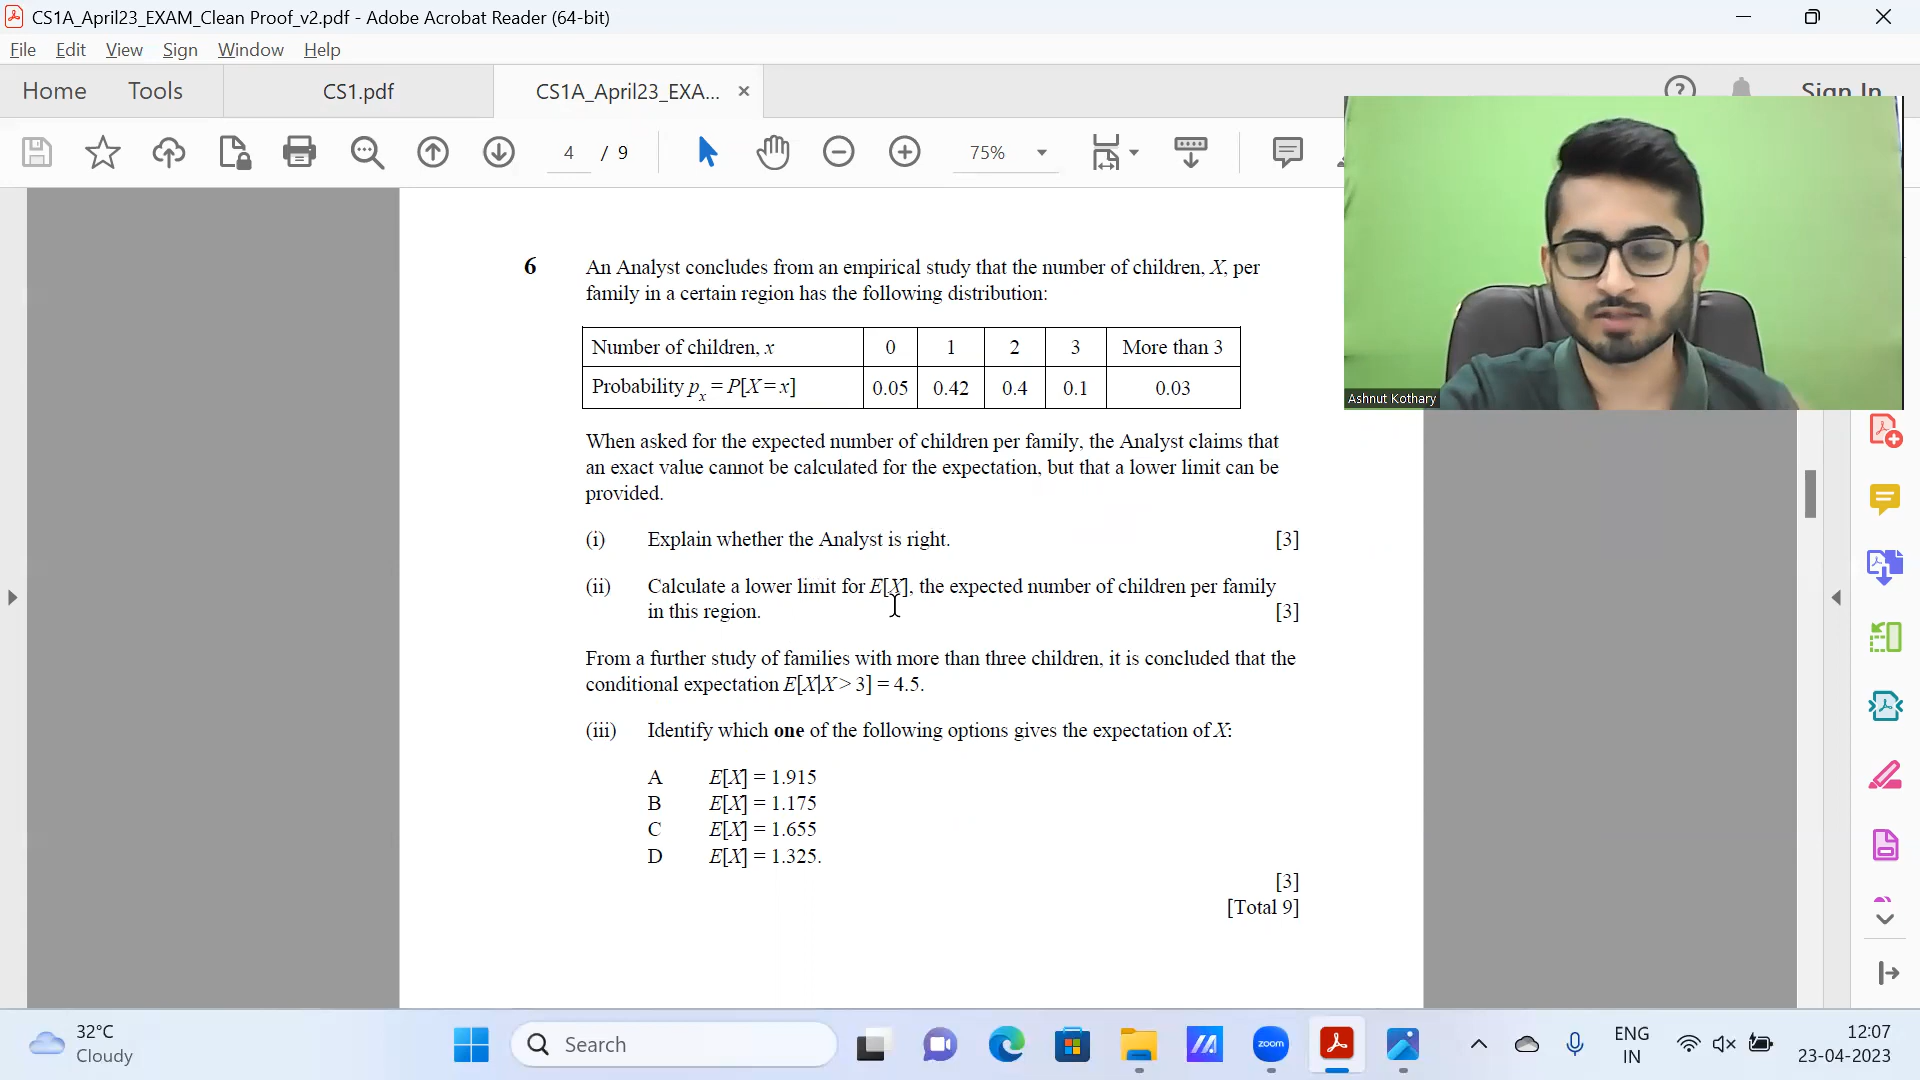 CS1A_April23_EXAM_Clean Proof_v2.pdf - Adobe Acrobat Reader (64-bit)
File Edit View Sign Window Help
Home Tools CS1.pdf CS1A_April23_EXA... Sign In
4 / 9 75%
6 An Analyst concludes from an empirical study that the number of children, X, per
family in a certain region has the following distribution:
Number of children, x 0 1 2 3 More than 3
Probability pₓ = P[X = x] 0.05 0.42 0.4 0.1 0.03
Ashnut Kothary
When asked for the expected number of children per family, the Analyst claims that
an exact value cannot be calculated for the expectation, but that a lower limit can be
provided.
(i) Explain whether the Analyst is right. [3]
(ii) Calculate a lower limit for E[X], the expected number of children per family
in this region. [3]
From a further study of families with more than three children, it is concluded that the
conditional expectation E[X|X > 3] = 4.5.
(iii) Identify which one of the following options gives the expectation of X:
A E[X] = 1.915
B E[X] = 1.175
C E[X] = 1.655
D E[X] = 1.325.
[3]
[Total 9]
32°C
Cloudy
Search
zoom
ENG
IN
12:07
23-04-2023